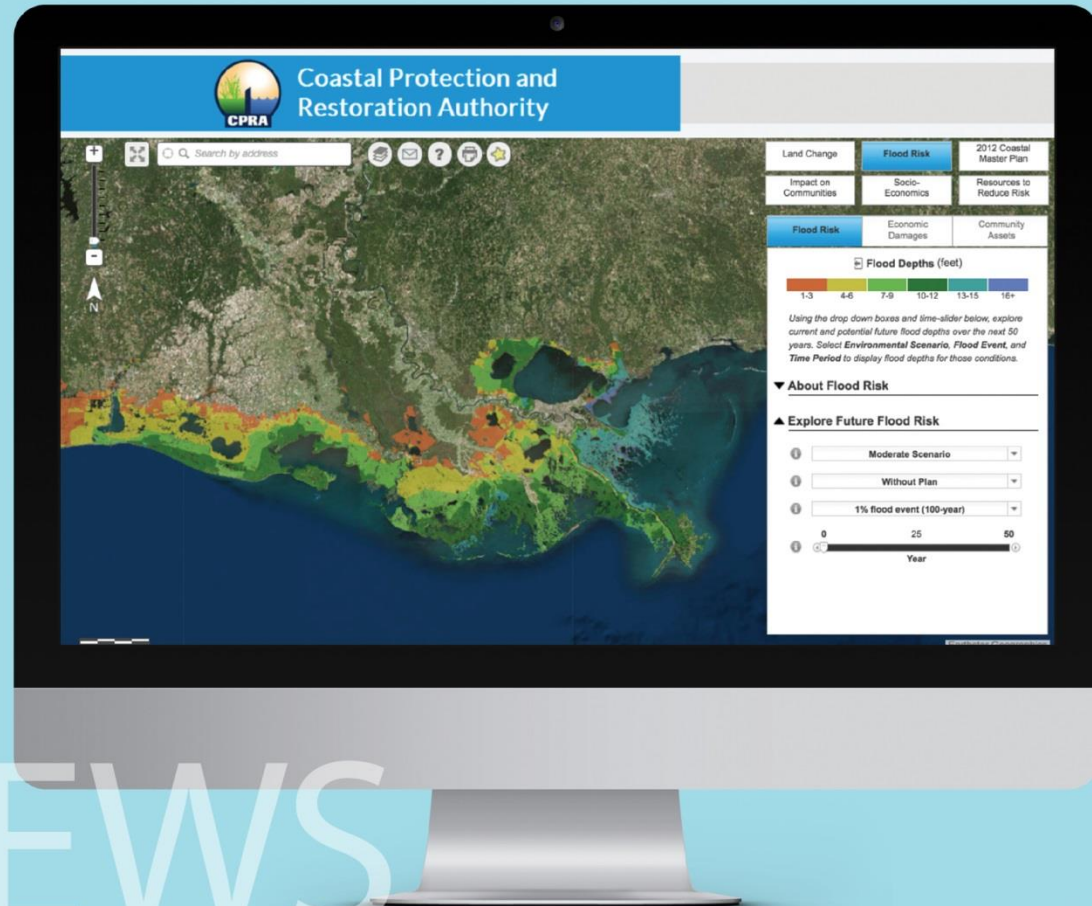 Coastal Protection and
Restoration Authority
CPRA
Search by address
?
+
-
N
Land Change
Flood Risk
2012 Coastal
Master Plan
Impact on
Communities
Socio-
Economics
Resources to
Reduce Risk
Flood Risk
Economic
Damages
Community
Assets
Flood Depths (feet)
1-3 4-6 7-9 10-12 13-15 16+
Using the drop down boxes and time-slider below, explore
current and potential future flood depths over the next 50
years. Select Environmental Scenario, Flood Event, and
Time Period to display flood depths for those conditions.
About Flood Risk
Explore Future Flood Risk
Moderate Scenario
Without Plan
1% flood event (100-year)
0 25 50
Year
EWS